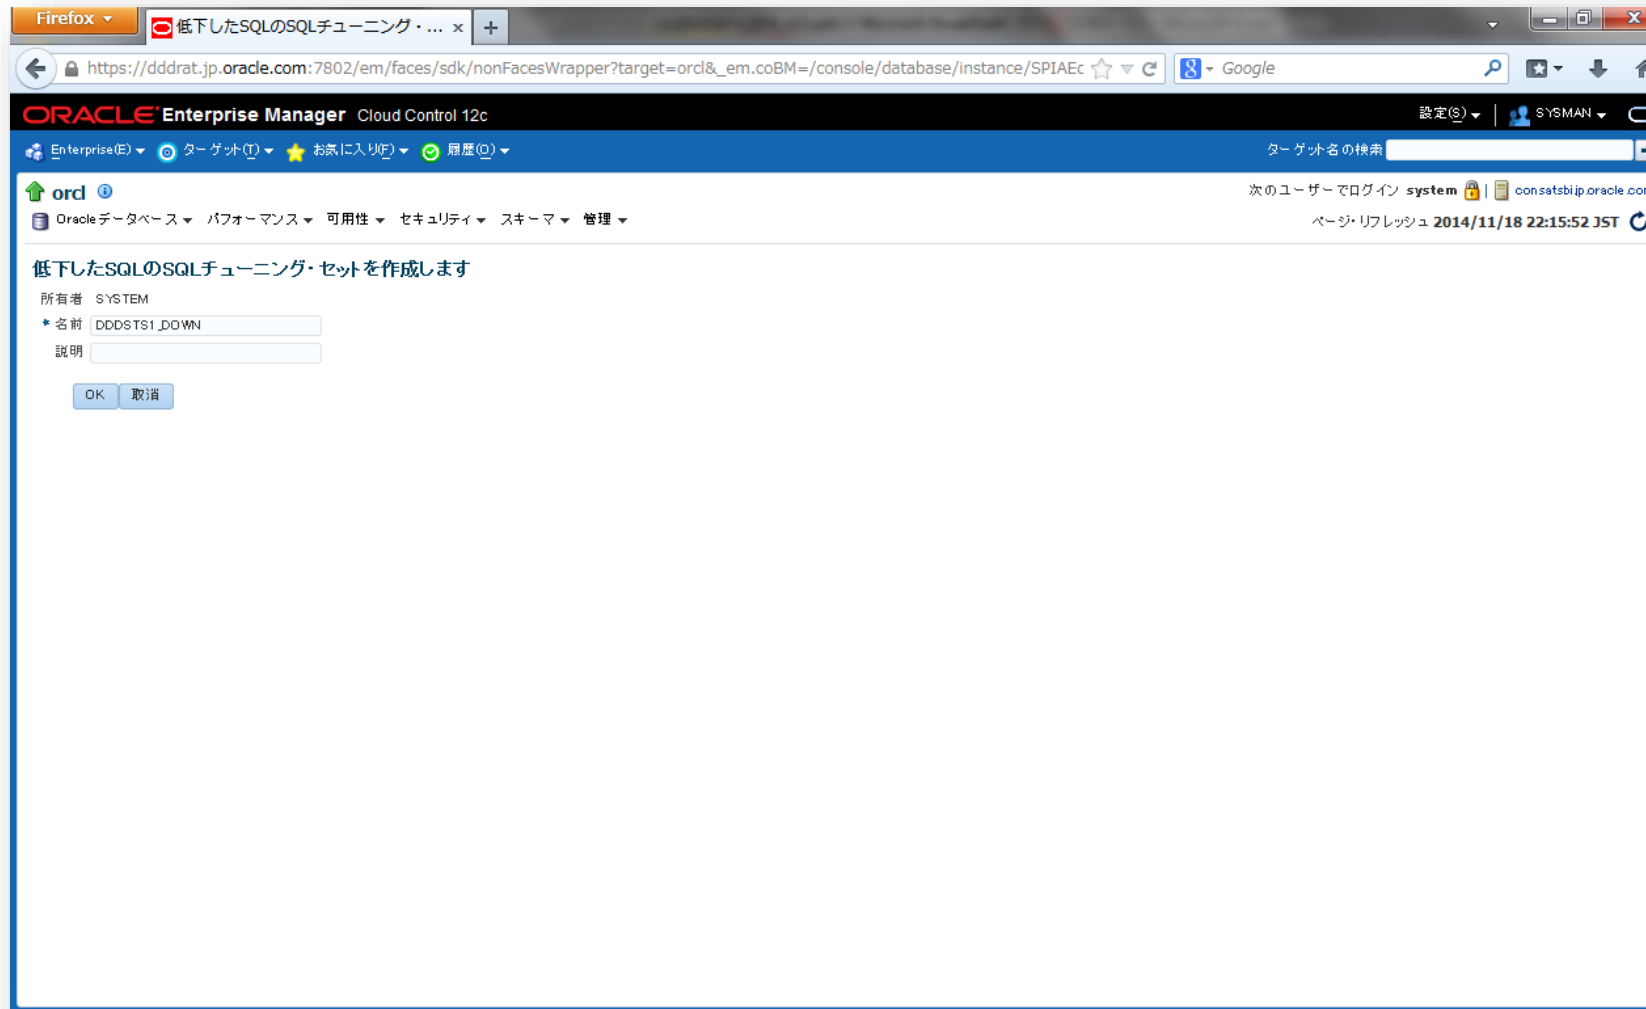 Firefox
低下したSQLのSQLチューニング・... × +
https://dddrat.jp.oracle.com:7802/em/faces/sdk/nonFacesWrapper?target=orcl&_em.coBM=/console/database/instance/SPIAEc
Google
ORACLE Enterprise Manager Cloud Control 12c 設定(S) SYSMAN
Enterprise(E) ターゲット(T) お気に入り(F) 履歴(O) ターゲット名の検索
orcl 次のユーザーでログイン system | consatsbi.jp.oracle.com
Oracleデータベース パフォーマンス 可用性 セキュリティ スキーマ 管理 ページ・リフレッシュ 2014/11/18 22:15:52 JST
低下したSQLのSQLチューニング・セットを作成します
所有者 SYSTEM
* 名前 DDDSTS1_DOWN
説明
OK 取消